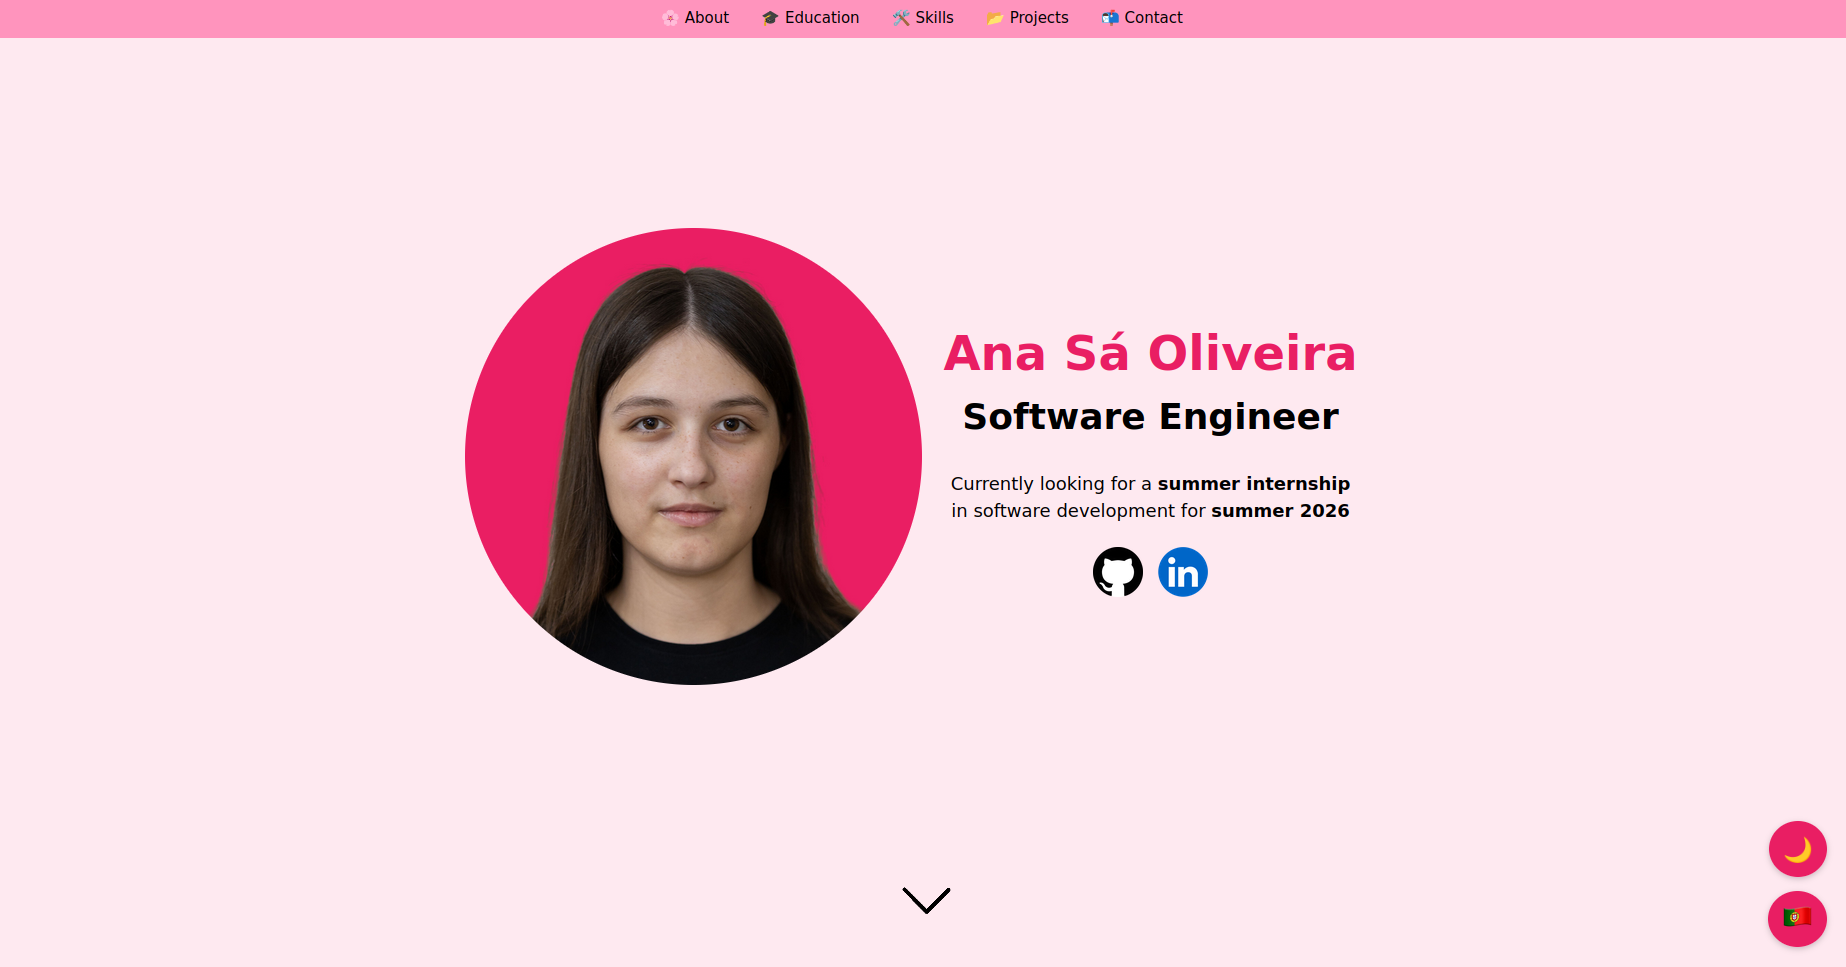 🌸 About 🎓 Education 🛠️ Skills 📂 Projects 📬 Contact
Ana Sá Oliveira
Software Engineer
Currently looking for a summer internship
in software development for summer 2026
in